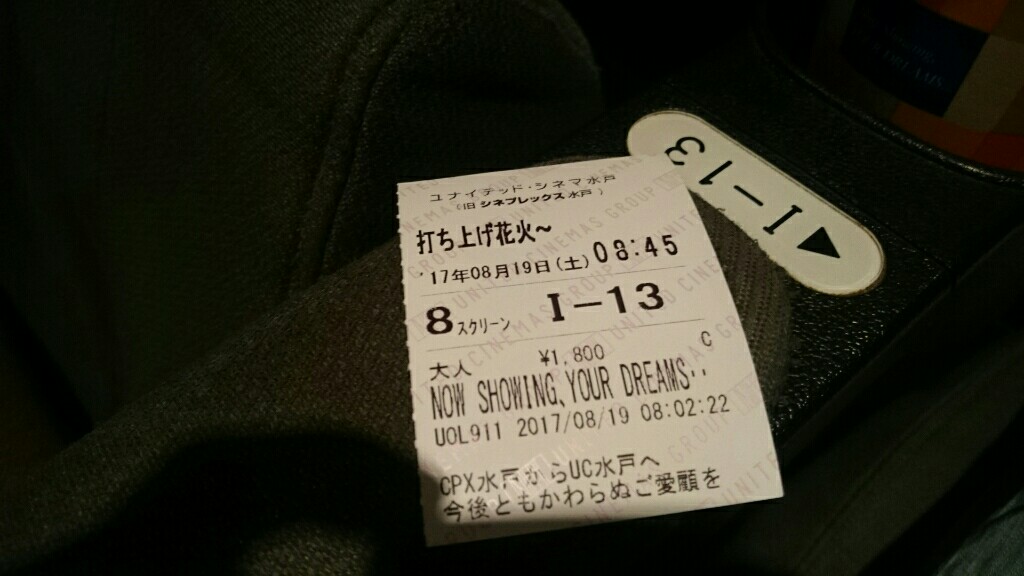 ユナイテッド・シネマ水戸
(旧 シネプレックス水戸 )
打ち上げ花火~
'17年08月19日(土) 08:45
8スクリーン I-13
大人 ¥1,800 C
NOW SHOWING,YOUR DREAMS··
UOL911 2017/08/19 08:02:22
CPX水戸からUC水戸へ
今後ともかわらぬご愛顧を
I-13
DREAMS